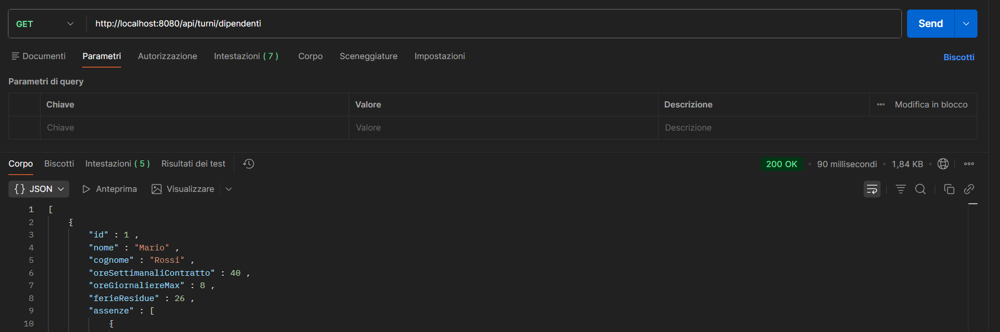 GET http://localhost:8080/api/turni/dipendenti Send
Documenti Parametri Autorizzazione Intestazioni ( 7 ) Corpo Sceneggiature Impostazioni Biscotti
Parametri di query
Chiave Valore Descrizione Modifica in blocco
Chiave Valore Descrizione
Corpo Biscotti Intestazioni ( 5 ) Risultati dei test 200 OK • 90 millisecondi • 1,84 KB •
{} JSON Anteprima Visualizzare
1 [
2 {
3 "id" : 1 ,
4 "nome" : "Mario" ,
5 "cognome" : "Rossi" ,
6 "oreSettimanaliContratto" : 40 ,
7 "oreGiornaliereMax" : 8 ,
8 "ferieResidue" : 26 ,
9 "assenze" : [
10 {